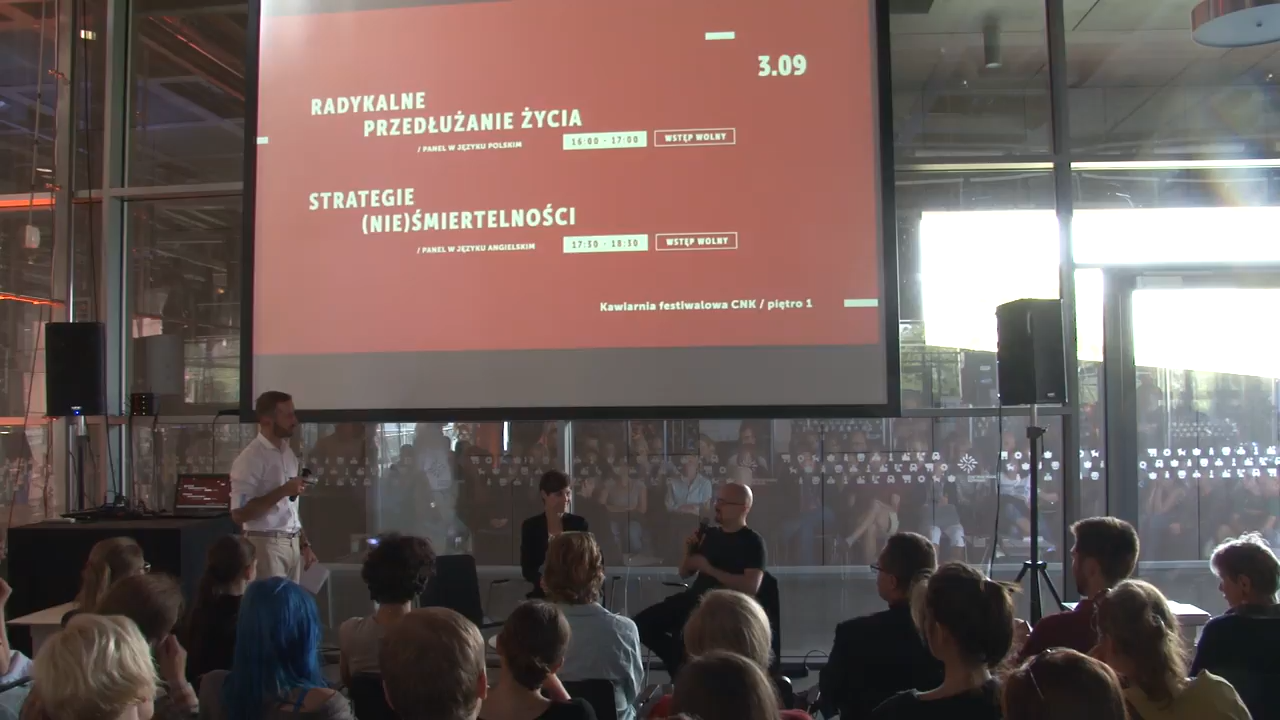 3.09
RADYKALNE
PRZEDŁUŻANIE ŻYCIA
/ PANEL W JĘZYKU POLSKIM
16:00 - 17:00
WSTĘP WOLNY
STRATEGIE
(NIE)ŚMIERTELNOŚCI
/ PANEL W JĘZYKU ANGIELSKIM
17:30 - 18:30
WSTĘP WOLNY
Kawiarnia festiwalowa CNK / piętro 1